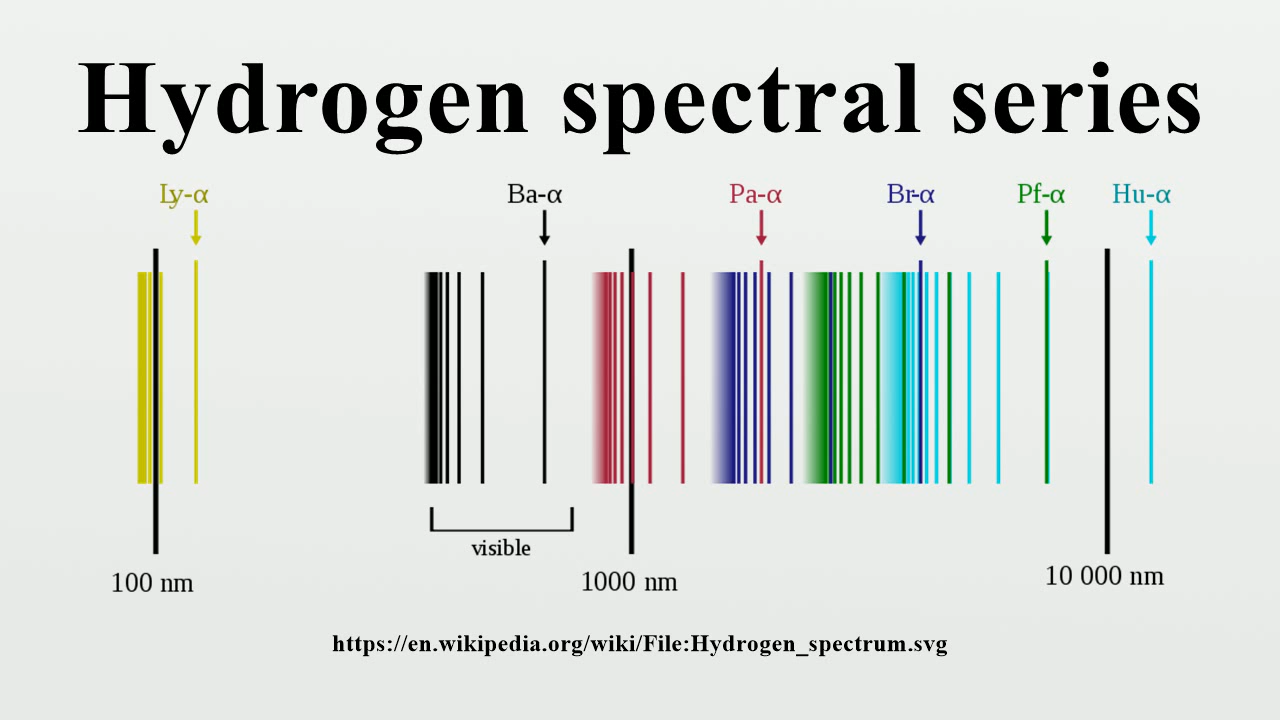 Hydrogen spectral series
Ly-α Ba-α Pa-α Br-α Pf-α Hu-α
visible
100 nm 1000 nm 10 000 nm
https://en.wikipedia.org/wiki/File:Hydrogen_spectrum.svg